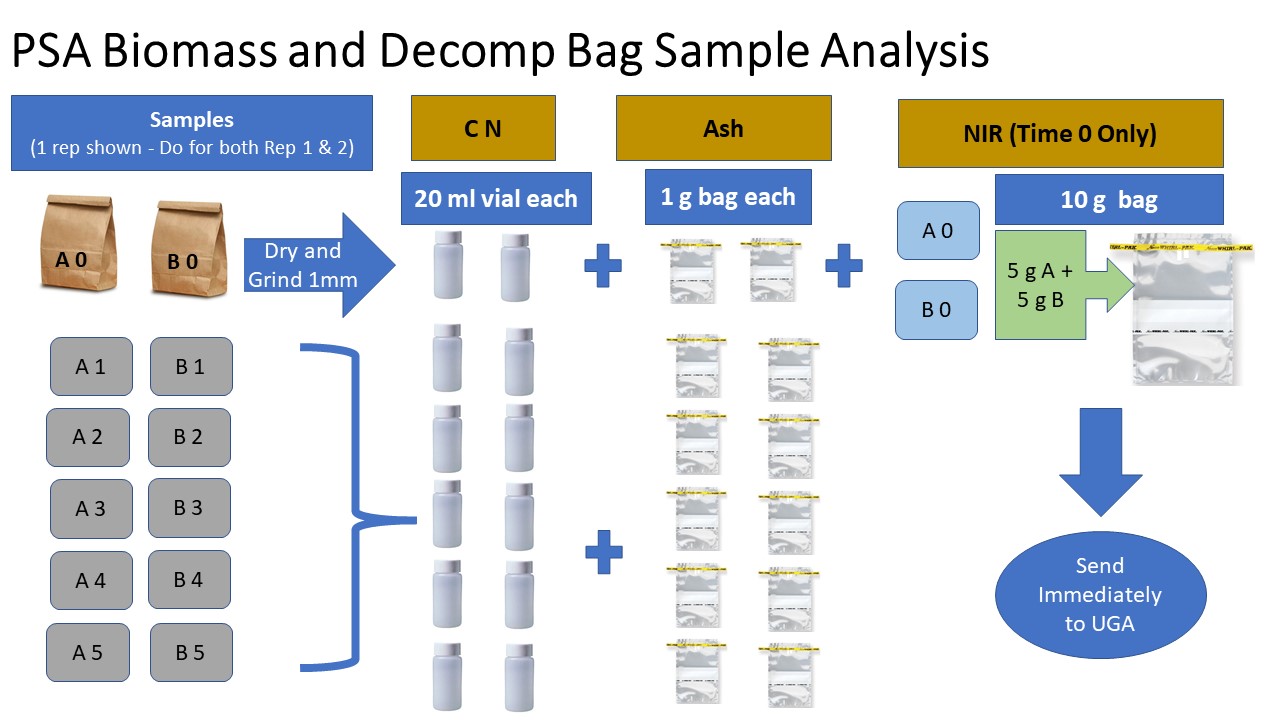 PSA Biomass and Decomp Bag Sample Analysis
Samples
(1 rep shown - Do for both Rep 1 & 2)
C N
Ash
NIR (Time 0 Only)
20 ml vial each
1 g bag each
10 g bag
A 0
B 0
Dry and
Grind 1mm
A 0
B 0
5 g A +
5 g B
WHIRL-PAK
A 1
B 1
A 2
B 2
A 3
B 3
A 4
B 4
A 5
B 5
Send
Immediately
to UGA